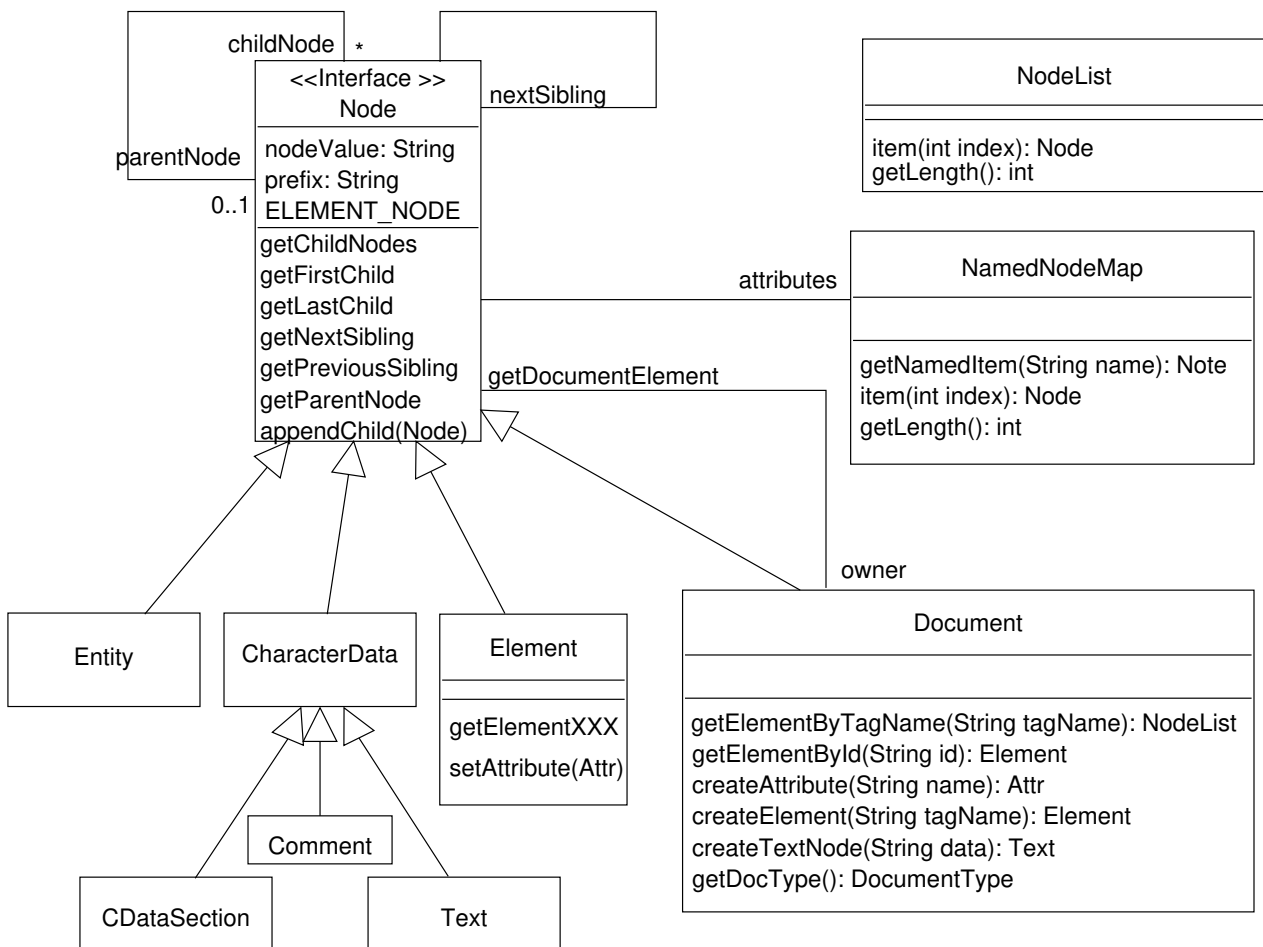 childNode
*
<<Interface >>
Node
nextSibling
nodeValue: String
parentNode
prefix: String
0..1
ELEMENT_NODE
getChildNodes
getFirstChild
getLastChild
getNextSibling
getPreviousSibling
getParentNode
appendChild(Node)
NodeList
item(int index): Node
getLength(): int
attributes
NamedNodeMap
getNamedItem(String name): Note
item(int index): Node
getLength(): int
getDocumentElement
owner
Entity
CharacterData
Element
getElementXXX
setAttribute(Attr)
Document
getElementByTagName(String tagName): NodeList
getElementById(String id): Element
createAttribute(String name): Attr
createElement(String tagName): Element
createTextNode(String data): Text
getDocType(): DocumentType
Comment
CDataSection
Text